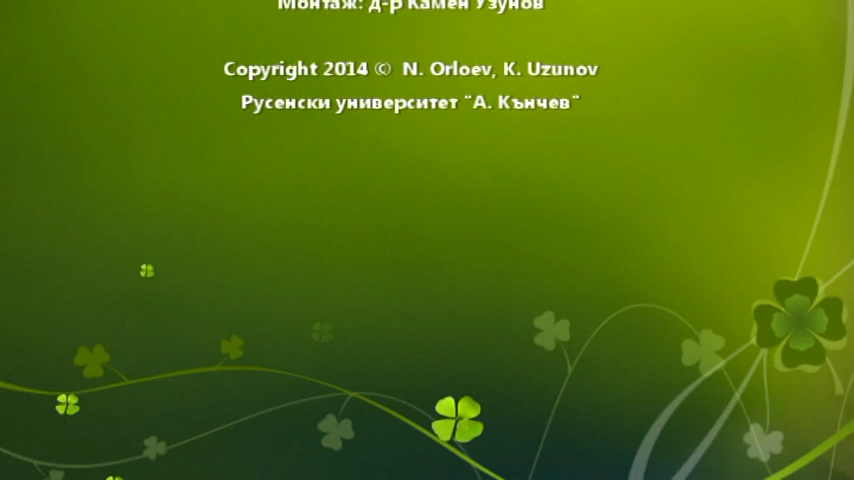 Монтаж: д-р Камен Узунов
Copyright 2014 © N. Orloev, K. Uzunov
Русенски университет "А. Кънчев"